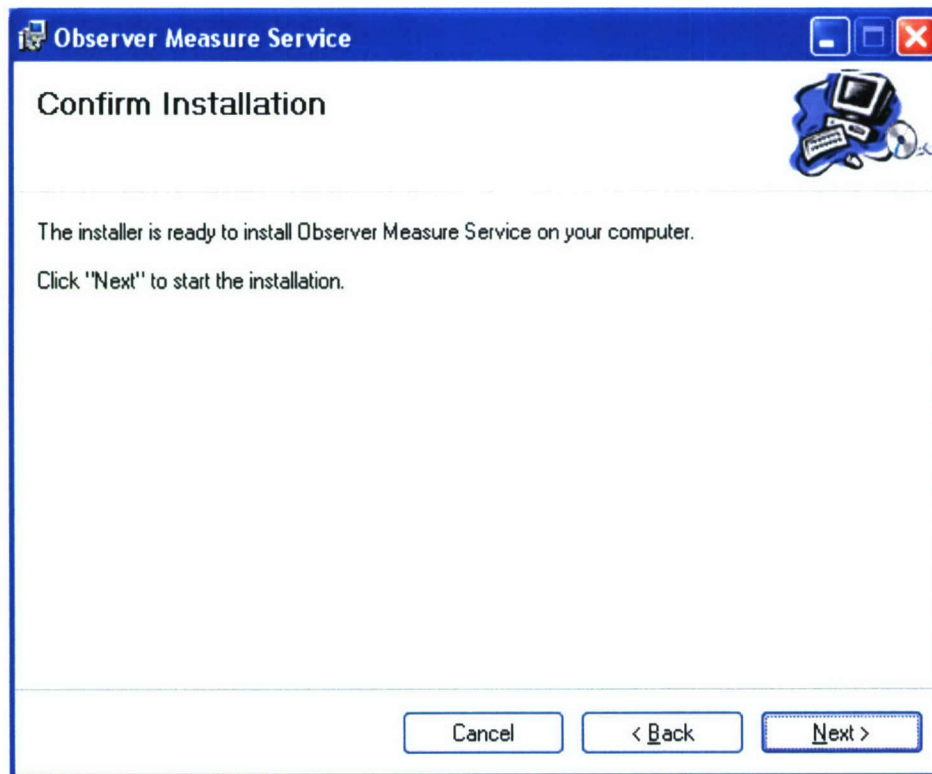 Observer Measure Service
Confirm Installation
The installer is ready to install Observer Measure Service on your computer.
Click "Next" to start the installation.
Cancel
< Back
Next >